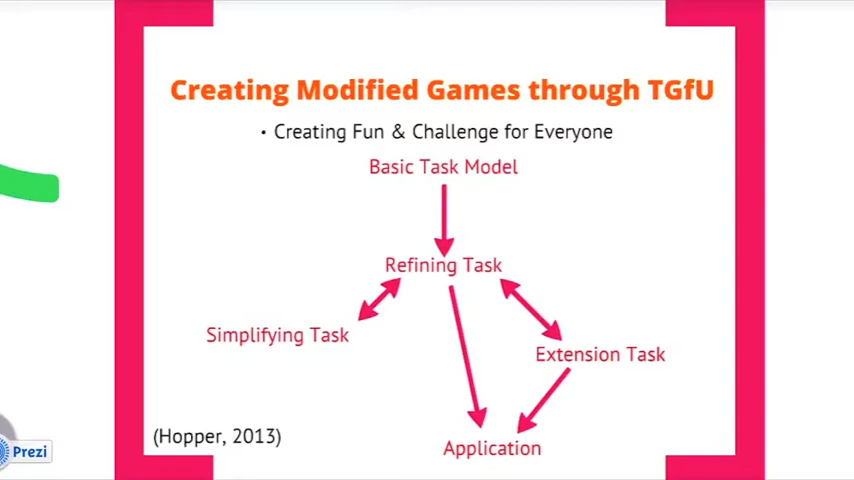 Creating Modified Games through TGfU
• Creating Fun & Challenge for Everyone
Basic Task Model
Refining Task
Simplifying Task
Extension Task
(Hopper, 2013)
Application
Prezi